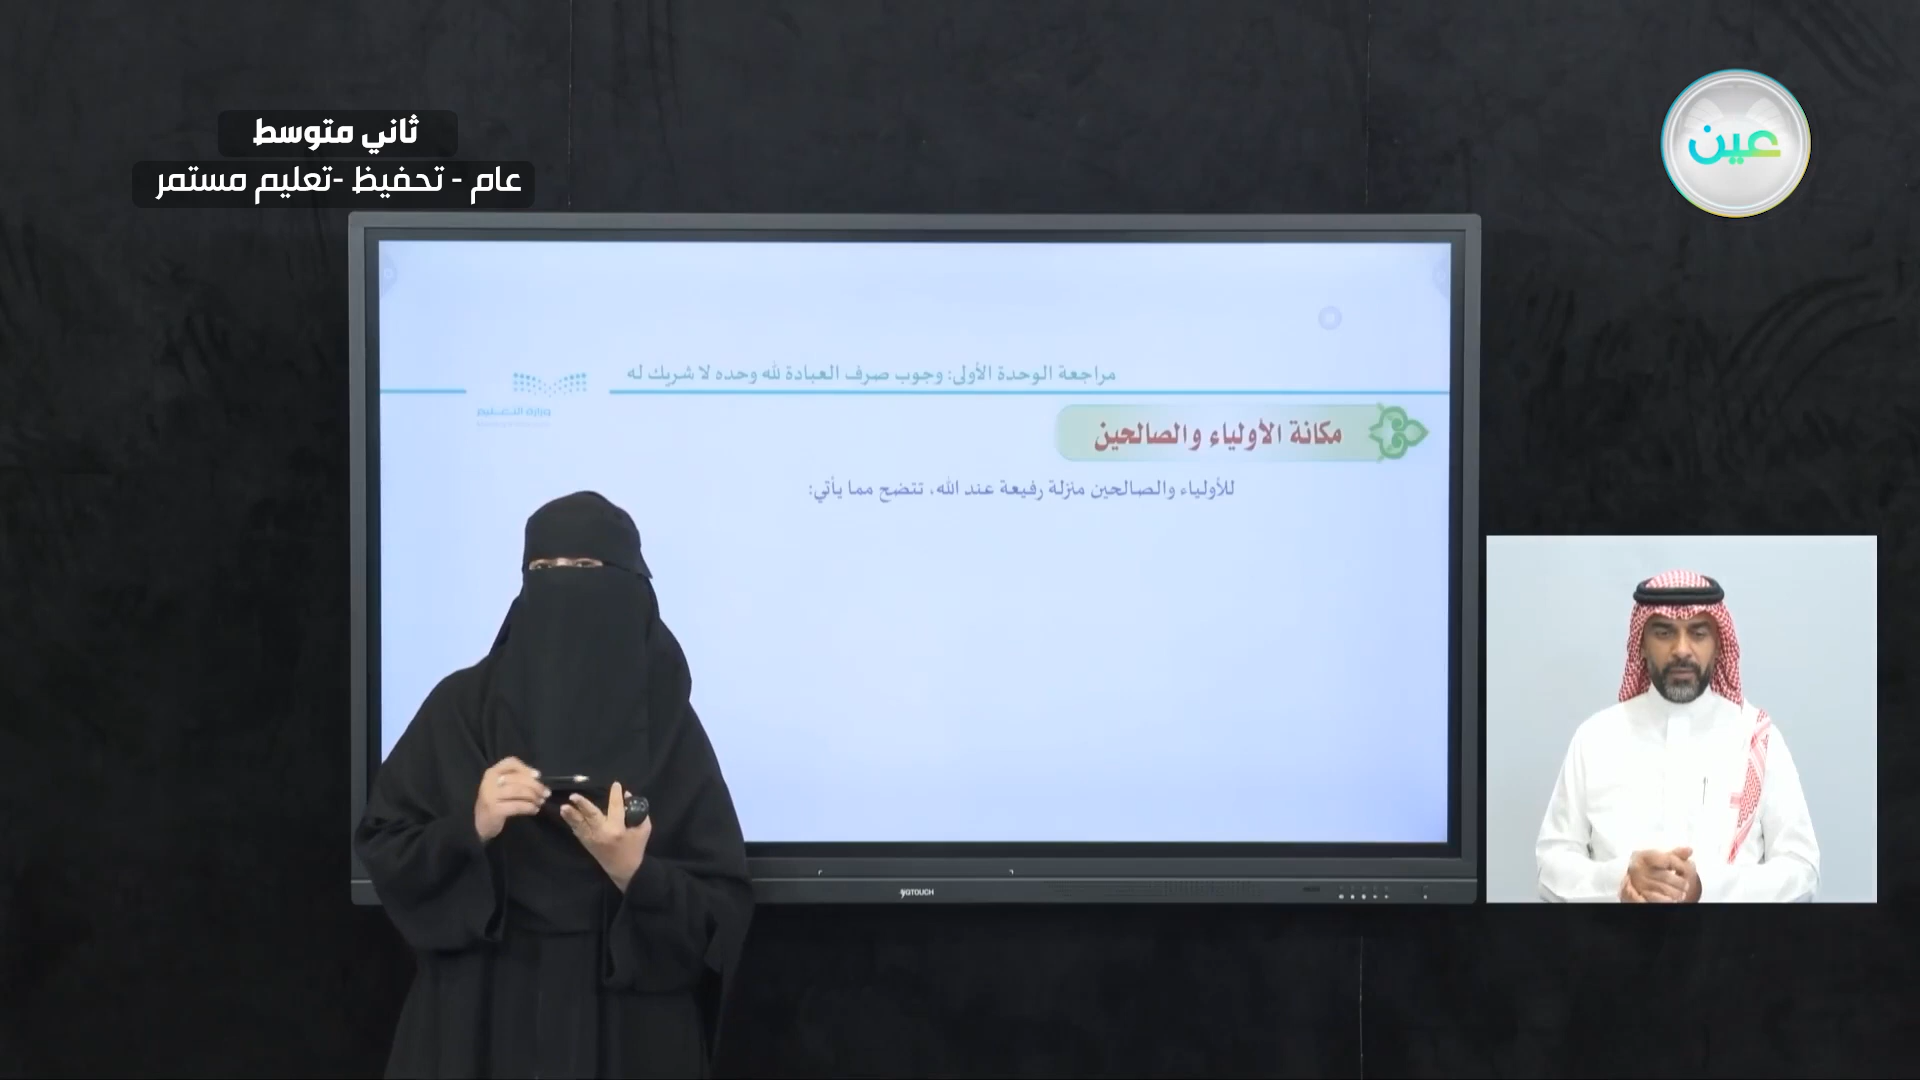 ثاني متوسط
عام - تحفيظ -تعليم مستمر
عين
مراجعة الوحدة الأولى: وجوب صرف العبادة لله وحده لا شريك له
وزارة التعليم
مكانة الأولياء والصالحين
للأولياء والصالحين منزلة رفيعة عند الله، تتضح مما يأتي: